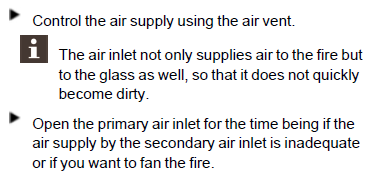 Control the air supply using the air vent.
i
The air inlet not only supplies air to the fire but
to the glass as well, so that it does not quickly
become dirty.
Open the primary air inlet for the time being if the
air supply by the secondary air inlet is inadequate
or if you want to fan the fire.